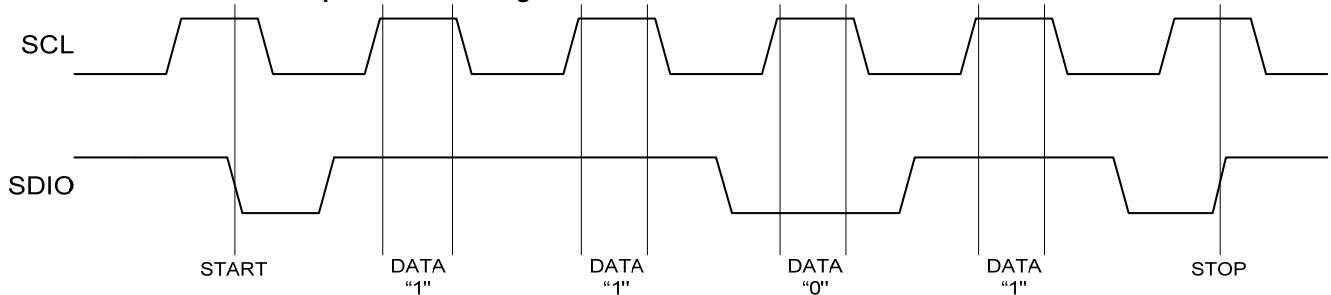 SCL
SDIO
START
DATA
“1”
DATA
“1”
DATA
“0”
DATA
“1”
STOP